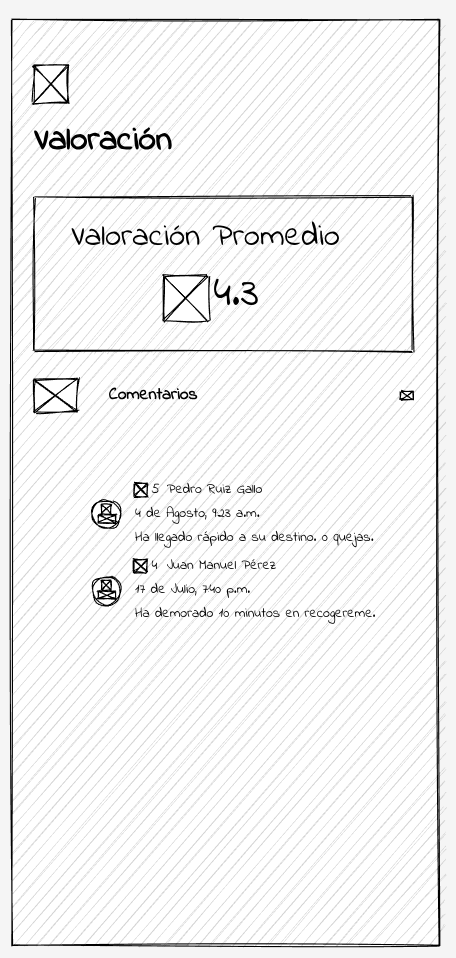 Valoración
Valoración Promedio
4.3
Comentarios
5 Pedro Ruiz Gallo
4 de Agosto, 9:23 a.m.
Ha llegado rápido a su destino. 0 quejas.
4 Juan Manuel Pérez
17 de Julio, 7:40 p.m.
Ha demorado 10 minutos en recogereme.